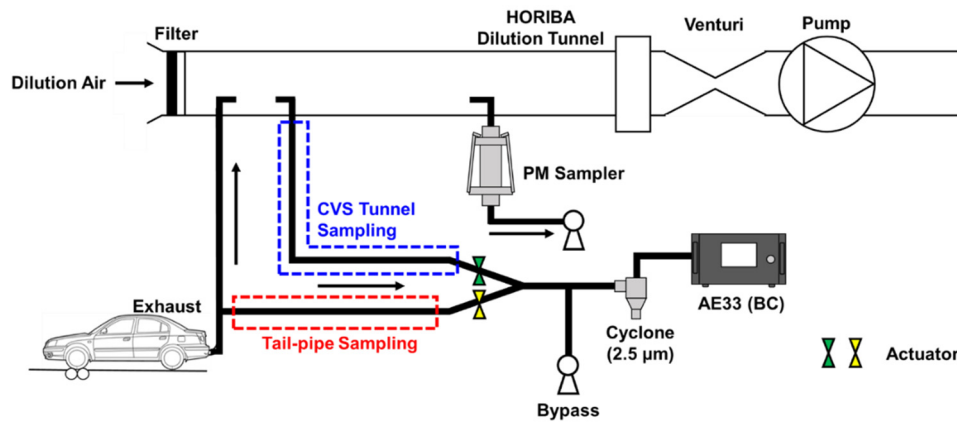 HORIBA
Dilution Tunnel
Filter
Venturi
Pump
Dilution Air
PM Sampler
CVS Tunnel
Sampling
Exhaust
Tail-pipe Sampling
AE33 (BC)
Cyclone
(2.5 μm)
Actuator
Bypass